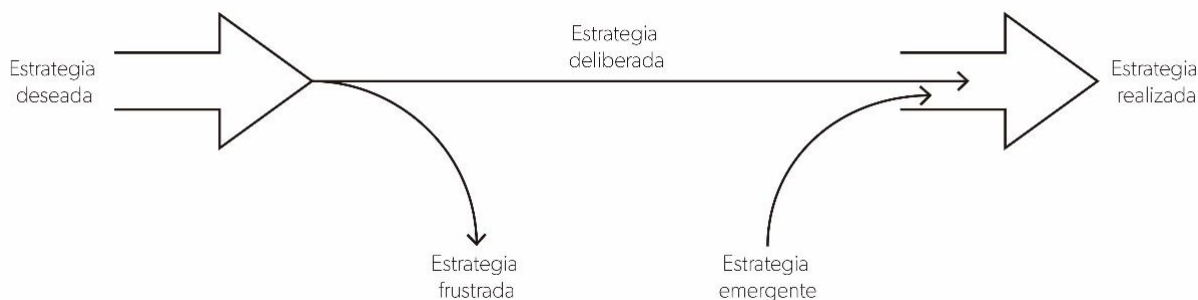 Estrategia
deseada
Estrategia
deliberada
Estrategia
realizada
Estrategia
frustrada
Estrategia
emergente